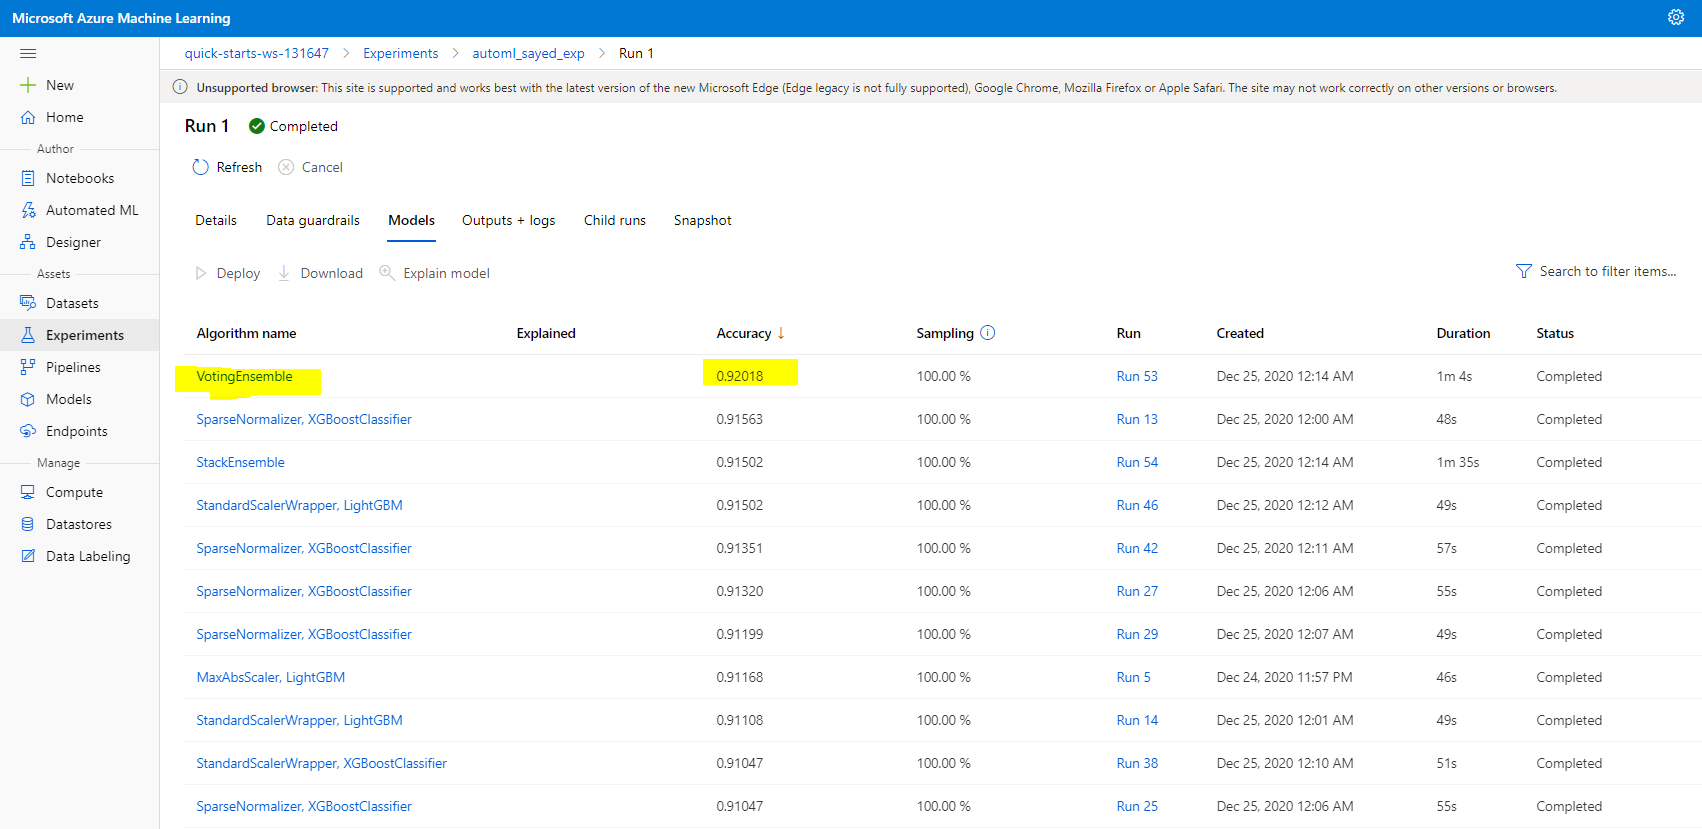 Microsoft Azure Machine Learning
quick-starts-ws-131647 > Experiments > automl_sayed_exp > Run 1
Unsupported browser: This site is supported and works best with the latest version of the new Microsoft Edge (Edge legacy is not fully supported), Google Chrome, Mozilla Firefox or Apple Safari. The site may not work correctly on other versions or browsers.
New
Home
Author
Notebooks
Automated ML
Designer
Assets
Datasets
Experiments
Pipelines
Models
Endpoints
Manage
Compute
Datastores
Data Labeling
Run 1 Completed
Refresh Cancel
Details Data guardrails Models Outputs + logs Child runs Snapshot
Deploy Download Explain model Search to filter items...
Algorithm name Explained Accuracy ↓ Sampling Run Created Duration Status
VotingEnsemble 0.92018 100.00 % Run 53 Dec 25, 2020 12:14 AM 1m 4s Completed
SparseNormalizer, XGBoostClassifier 0.91563 100.00 % Run 13 Dec 25, 2020 12:00 AM 48s Completed
StackEnsemble 0.91502 100.00 % Run 54 Dec 25, 2020 12:14 AM 1m 35s Completed
StandardScalerWrapper, LightGBM 0.91502 100.00 % Run 46 Dec 25, 2020 12:12 AM 49s Completed
SparseNormalizer, XGBoostClassifier 0.91351 100.00 % Run 42 Dec 25, 2020 12:11 AM 57s Completed
SparseNormalizer, XGBoostClassifier 0.91320 100.00 % Run 27 Dec 25, 2020 12:06 AM 55s Completed
SparseNormalizer, XGBoostClassifier 0.91199 100.00 % Run 29 Dec 25, 2020 12:07 AM 49s Completed
MaxAbsScaler, LightGBM 0.91168 100.00 % Run 5 Dec 24, 2020 11:57 PM 46s Completed
StandardScalerWrapper, LightGBM 0.91108 100.00 % Run 14 Dec 25, 2020 12:01 AM 49s Completed
StandardScalerWrapper, XGBoostClassifier 0.91047 100.00 % Run 38 Dec 25, 2020 12:10 AM 51s Completed
SparseNormalizer, XGBoostClassifier 0.91047 100.00 % Run 25 Dec 25, 2020 12:06 AM 55s Completed